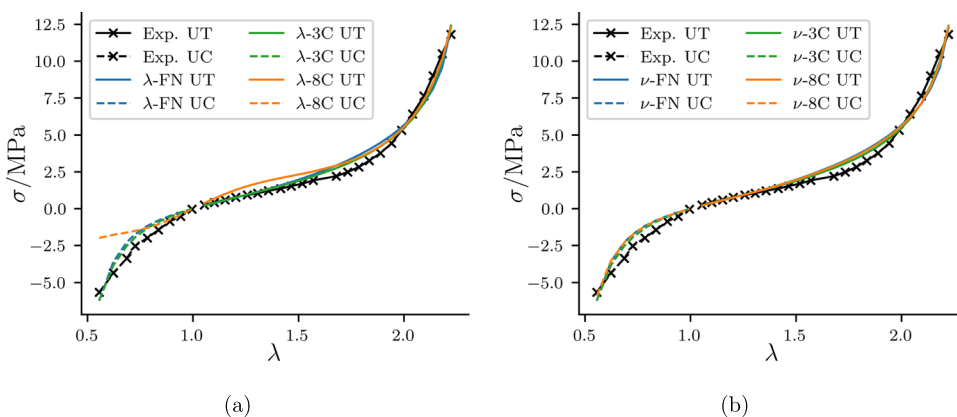 12.5
10.0
7.5
5.0
2.5
0.0
−2.5
−5.0
σ/MPa
Exp. UT
Exp. UC
λ-FN UT
λ-FN UC
λ-3C UT
λ-3C UC
λ-8C UT
λ-8C UC
0.5 1.0 1.5 2.0
λ
(a)
12.5
10.0
7.5
5.0
2.5
0.0
−2.5
−5.0
σ/MPa
Exp. UT
Exp. UC
ν-FN UT
ν-FN UC
ν-3C UT
ν-3C UC
ν-8C UT
ν-8C UC
0.5 1.0 1.5 2.0
λ
(b)